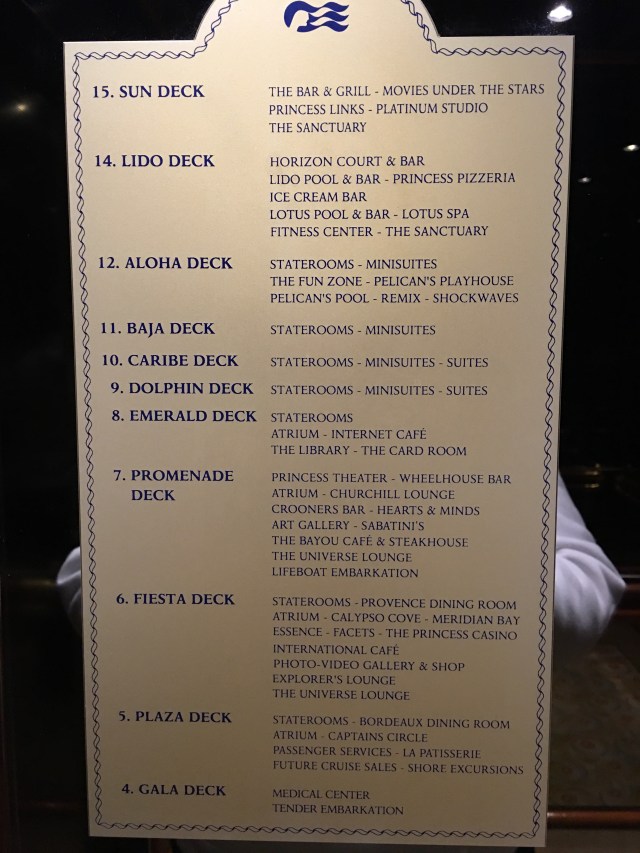 15. SUN DECK THE BAR & GRILL - MOVIES UNDER THE STARS
PRINCESS LINKS - PLATINUM STUDIO
THE SANCTUARY
14. LIDO DECK HORIZON COURT & BAR
LIDO POOL & BAR - PRINCESS PIZZERIA
ICE CREAM BAR
LOTUS POOL & BAR - LOTUS SPA
FITNESS CENTER - THE SANCTUARY
12. ALOHA DECK STATEROOMS - MINISUITES
THE FUN ZONE - PELICAN'S PLAYHOUSE
PELICAN'S POOL - REMIX - SHOCKWAVES
11. BAJA DECK STATEROOMS - MINISUITES
10. CARIBE DECK STATEROOMS - MINISUITES - SUITES
9. DOLPHIN DECK STATEROOMS - MINISUITES - SUITES
8. EMERALD DECK STATEROOMS
ATRIUM - INTERNET CAFÉ
THE LIBRARY - THE CARD ROOM
7. PROMENADE PRINCESS THEATER - WHEELHOUSE BAR
DECK ATRIUM - CHURCHILL LOUNGE
CROONERS BAR - HEARTS & MINDS
ART GALLERY - SABATINI'S
THE BAYOU CAFÉ & STEAKHOUSE
THE UNIVERSE LOUNGE
LIFEBOAT EMBARKATION
6. FIESTA DECK STATEROOMS - PROVENCE DINING ROOM
ATRIUM - CALYPSO COVE - MERIDIAN BAY
ESSENCE - FACETS - THE PRINCESS CASINO
INTERNATIONAL CAFÉ
PHOTO-VIDEO GALLERY & SHOP
EXPLORER'S LOUNGE
THE UNIVERSE LOUNGE
5. PLAZA DECK STATEROOMS - BORDEAUX DINING ROOM
ATRIUM - CAPTAINS CIRCLE
PASSENGER SERVICES - LA PATISSERIE
FUTURE CRUISE SALES - SHORE EXCURSIONS
4. GALA DECK MEDICAL CENTER
TENDER EMBARKATION